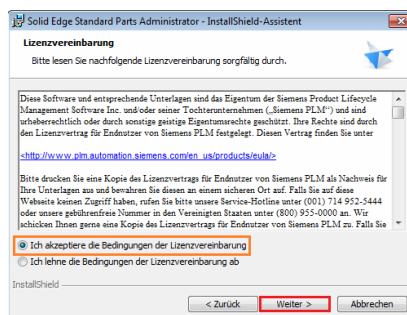 Solid Edge Standard Parts Administrator - InstallShield-Assistent
Lizenzvereinbarung
Bitte lesen Sie nachfolgende Lizenzvereinbarung sorgfältig durch.
Diese Software und entsprechende Unterlagen sind das Eigentum der Siemens Product Lifecycle
Management Software Inc. und/oder seiner Tochterunternehmen („Siemens PLM“) und sind
urheberrechtlich oder durch sonstige geistige Eigentumsrechte geschützt. Ihre Rechte sind durch
den Lizenzvertrag für Endnutzer von Siemens PLM festgelegt. Diesen Vertrag finden Sie unter
<http://www.plm.automation.siemens.com/en_us/products/eula/>
Bitte drucken Sie eine Kopie des Lizenzvertrags für Endnutzer von Siemens PLM als Nachweis für
Ihre Unterlagen aus und bewahren Sie diesen an einem sicheren Ort auf. Falls Sie auf diese
Webseite keinen Zugriff haben, rufen Sie bitte unsere Service-Hotline unter (001) 714 952-5444
oder unsere gebührenfreie Nummer in den Vereinigten Staaten unter (800) 955-0000 an. Wir
schicken Ihnen gerne eine Kopie des Lizenzvertrags für Endnutzer von Siemens PLM zu. Falls Sie
Ich akzeptiere die Bedingungen der Lizenzvereinbarung
Ich lehne die Bedingungen der Lizenzvereinbarung ab
InstallShield
< Zurück Weiter > Abbrechen